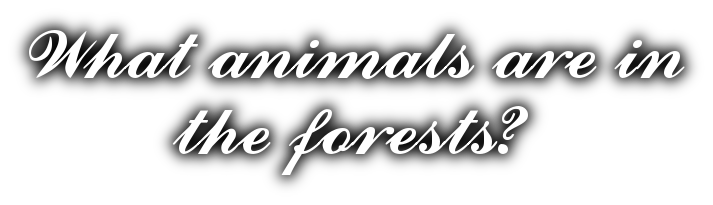 What animals are in
the forests?